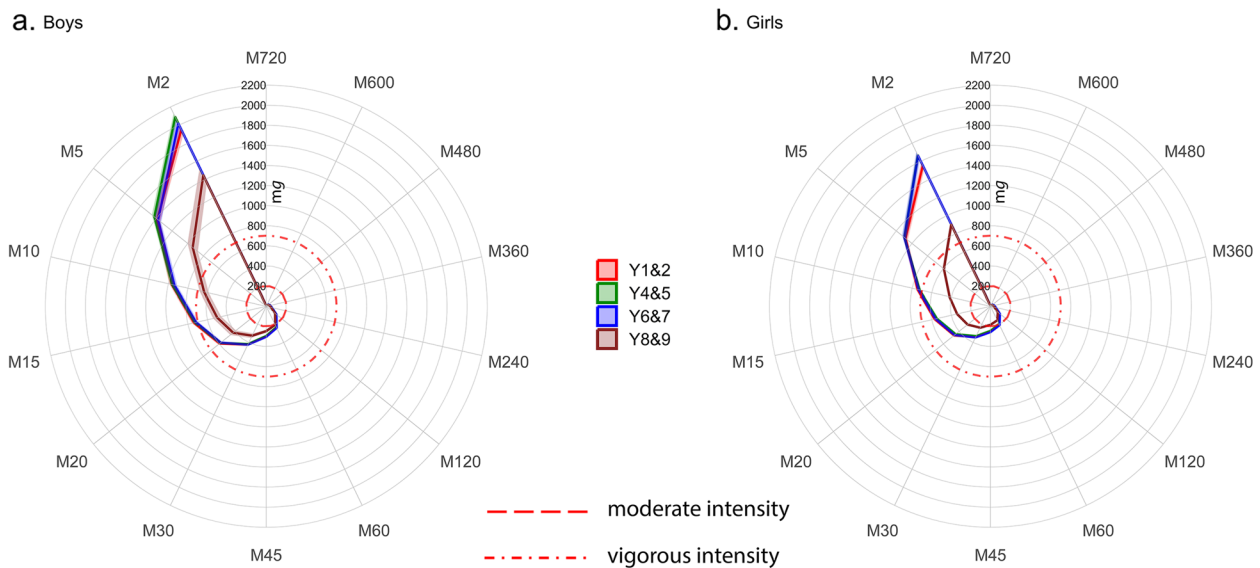 a. Boys
M720
M600
M480
M360
M240
M120
M60
M45
M30
M20
M15
M10
M5
M2
2200
2000
1800
1600
1400
1200
1000
800
600
400
200
mg
Y1&2
Y4&5
Y6&7
Y8&9
b. Girls
M720
M600
M480
M360
M240
M120
M60
M45
M30
M20
M15
M10
M5
M2
2200
2000
1800
1600
1400
1200
1000
800
600
400
200
mg
moderate intensity
vigorous intensity